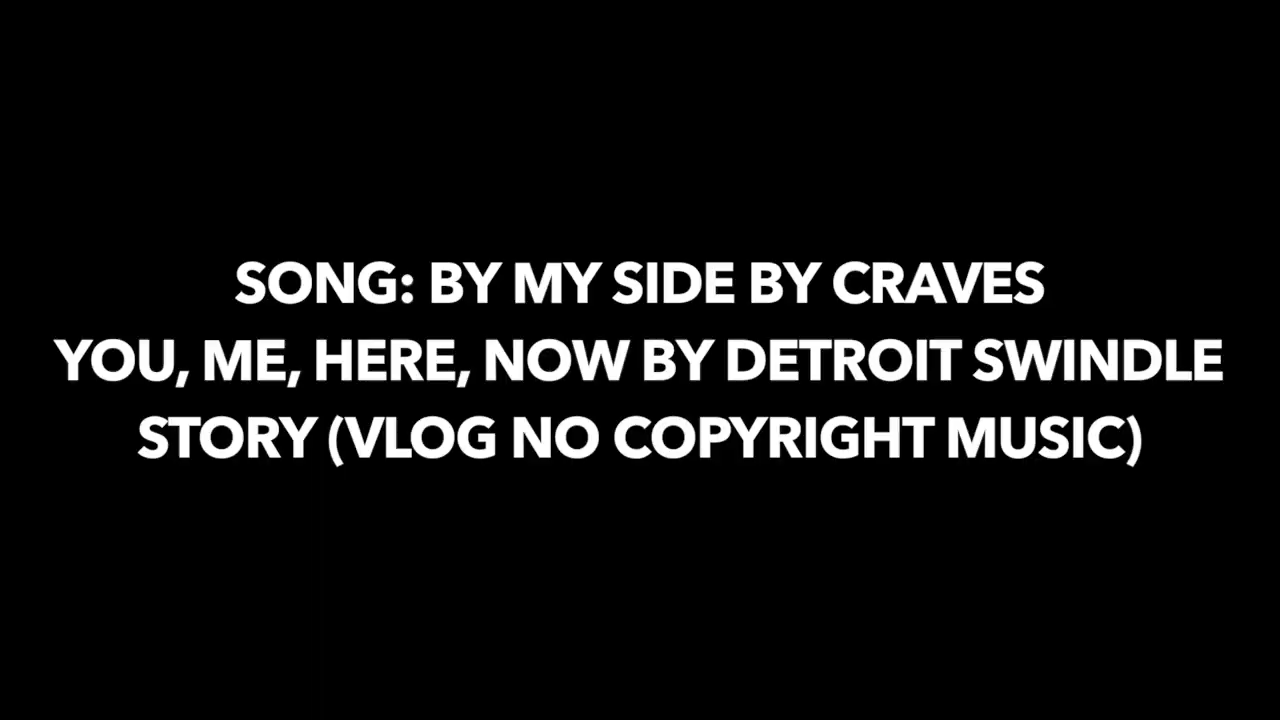 SONG: BY MY SIDE BY CRAVES
YOU, ME, HERE, NOW BY DETROIT SWINDLE
STORY (VLOG NO COPYRIGHT MUSIC)